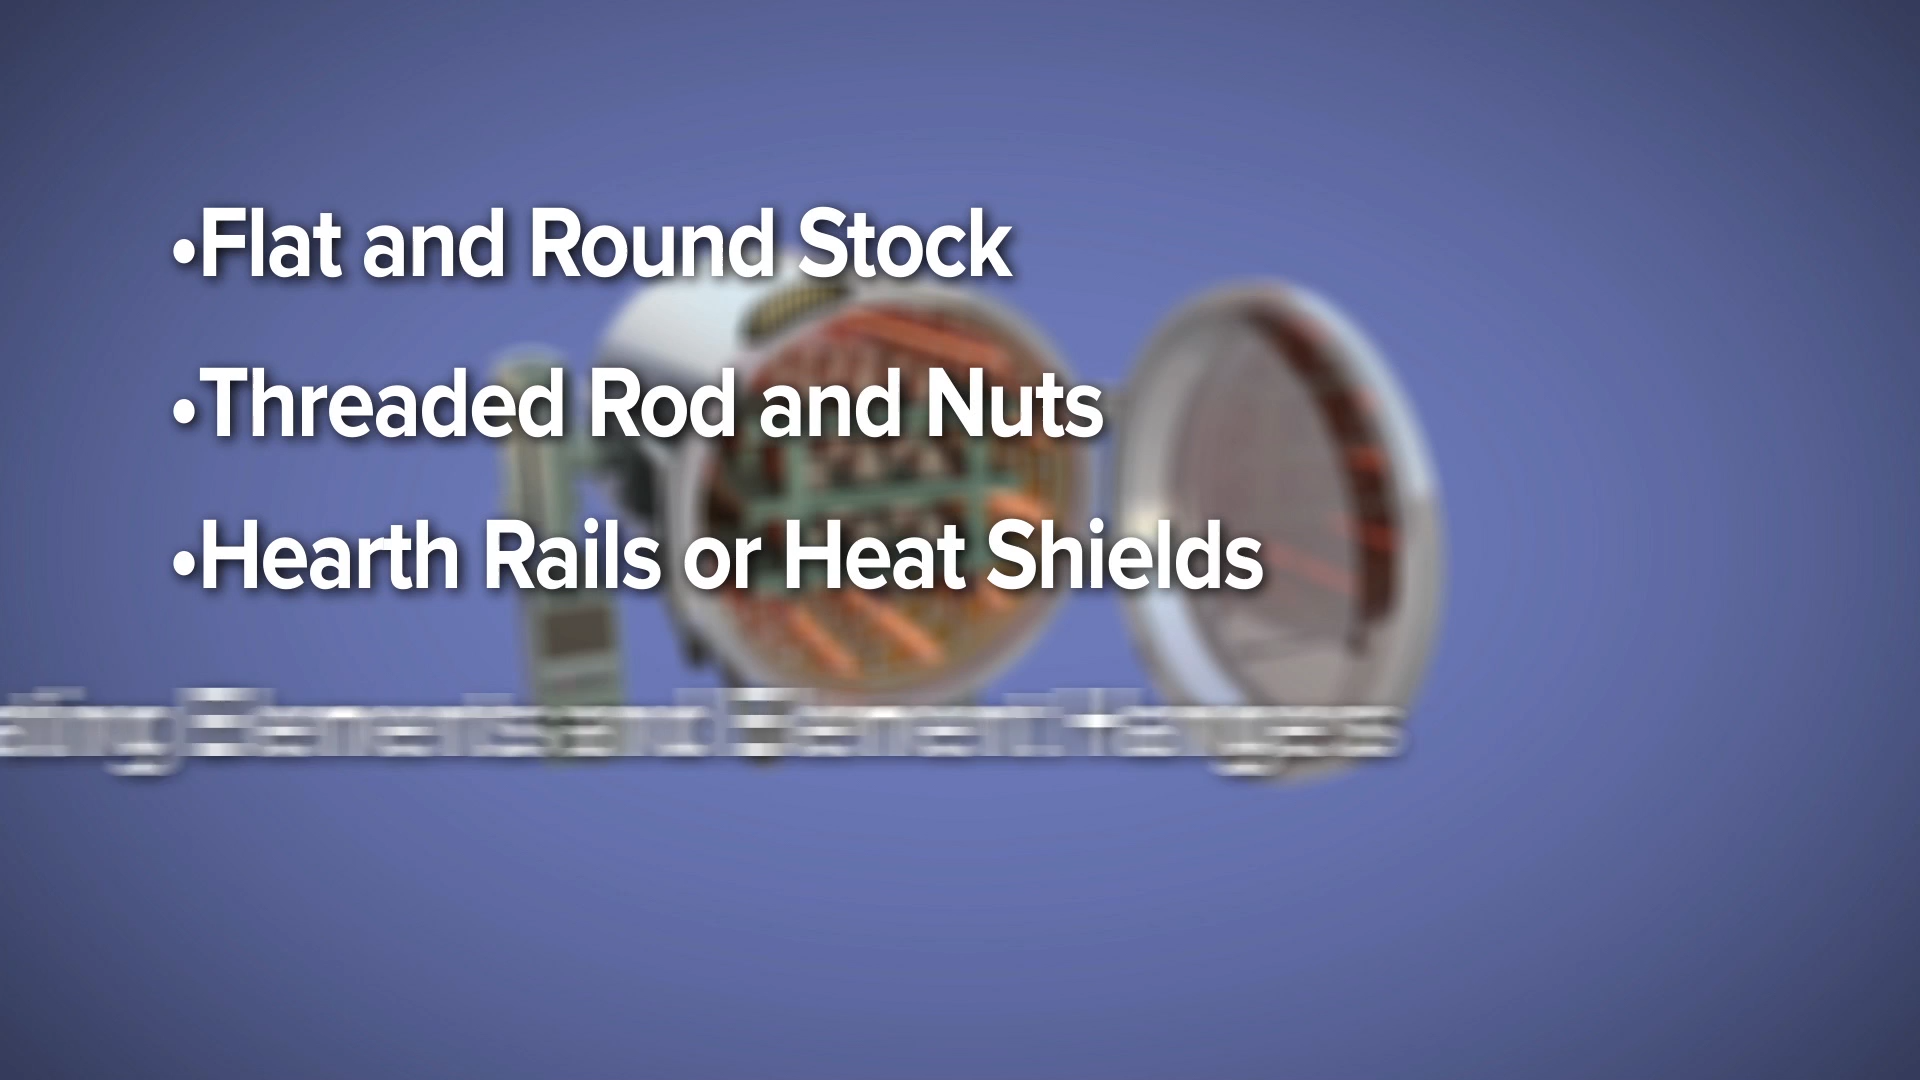 •Flat and Round Stock
•Threaded Rod and Nuts
•Hearth Rails or Heat Shields